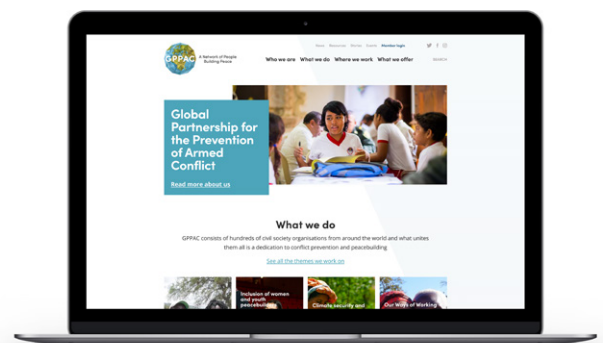 News Resources Stories Events Member login
GPPAC
A Network of People
Building Peace
Who we are What we do Where we work What we offer
SEARCH
Global
Partnership for
the Prevention
of Armed
Conflict
Read more about us
What we do
GPPAC consists of hundreds of civil society organisations from around the world and what unites
them all is a dedication to conflict prevention and peacebuilding
See all the themes we work on
Inclusion of women
and youth
peacebuilding
Climate security and
Our Ways of Working